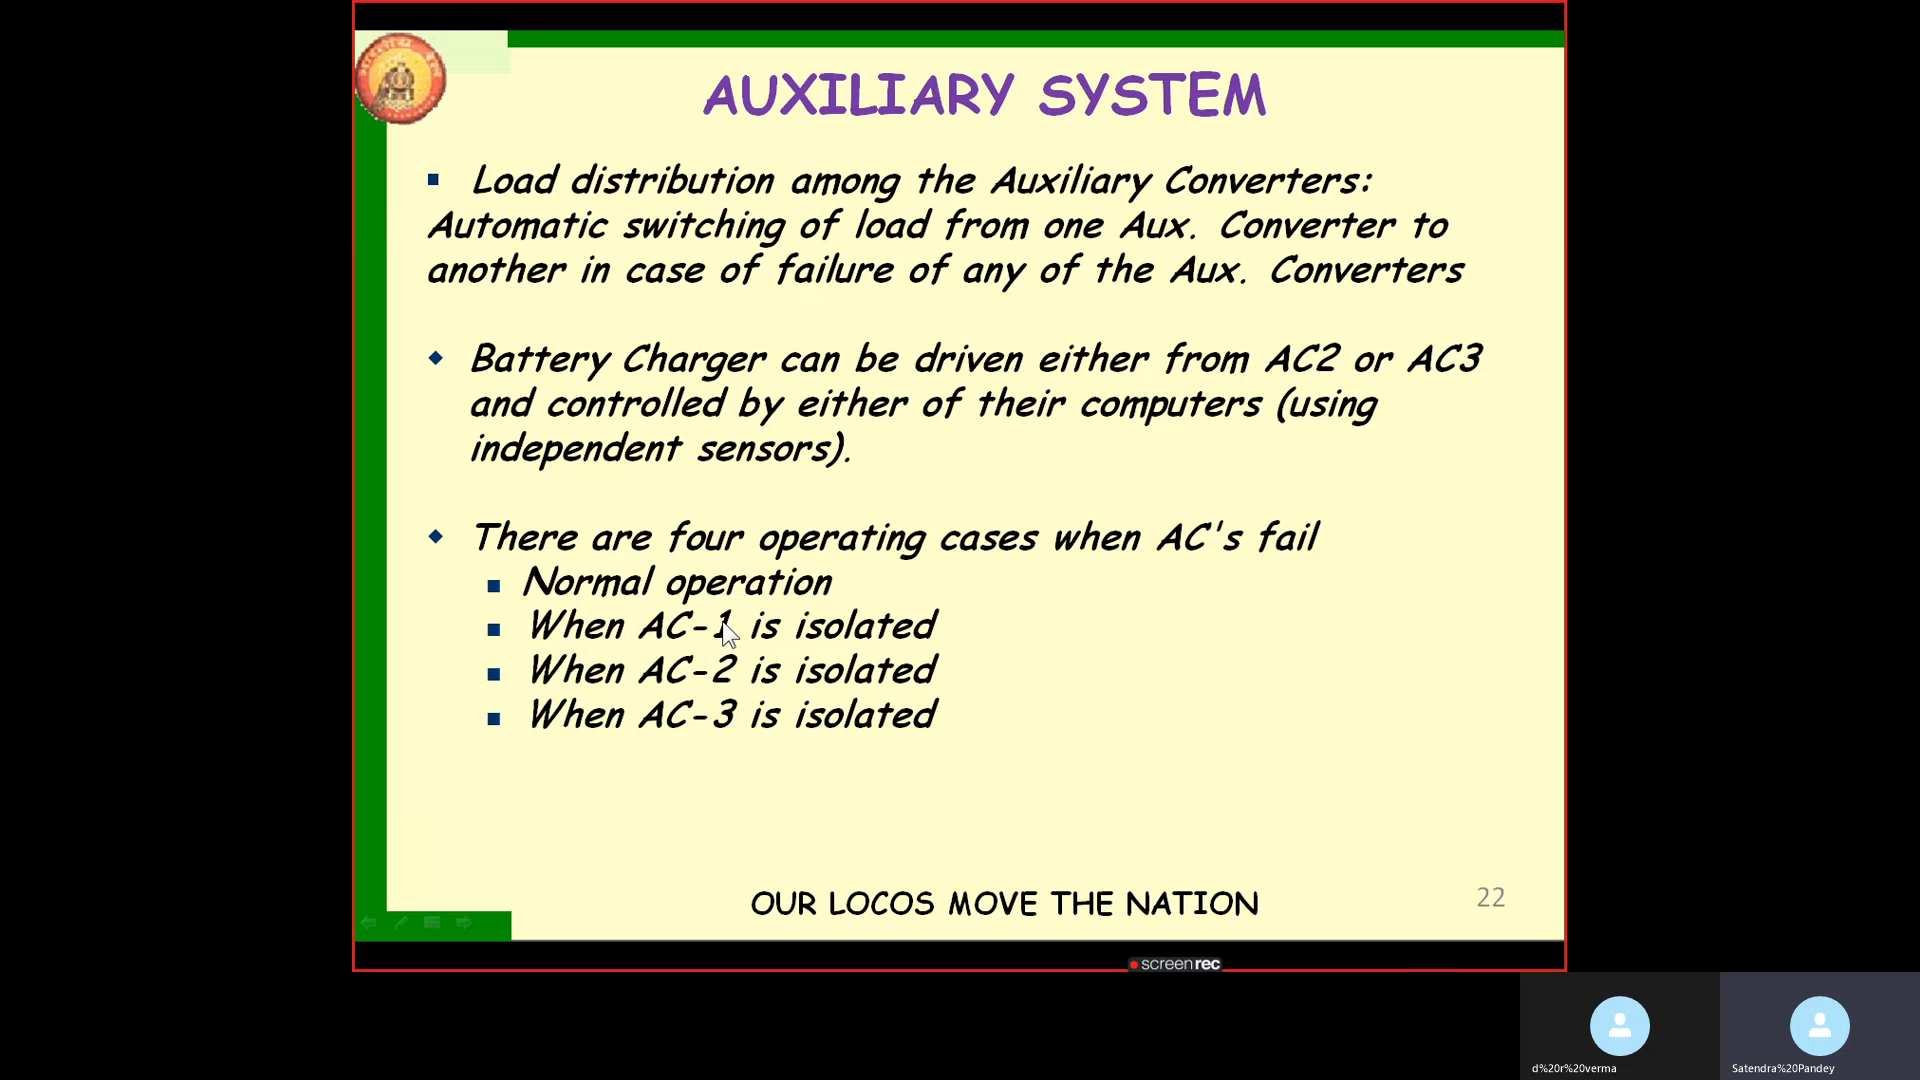 AUXILIARY SYSTEM
Load distribution among the Auxiliary Converters:
Automatic switching of load from one Aux. Converter to
another in case of failure of any of the Aux. Converters
Battery Charger can be driven either from AC2 or AC3
and controlled by either of their computers (using
independent sensors).
There are four operating cases when AC's fail
Normal operation
When AC-1 is isolated
When AC-2 is isolated
When AC-3 is isolated
OUR LOCOS MOVE THE NATION
22
screenrec
d%20r%20verma
Satendra%20Pandey